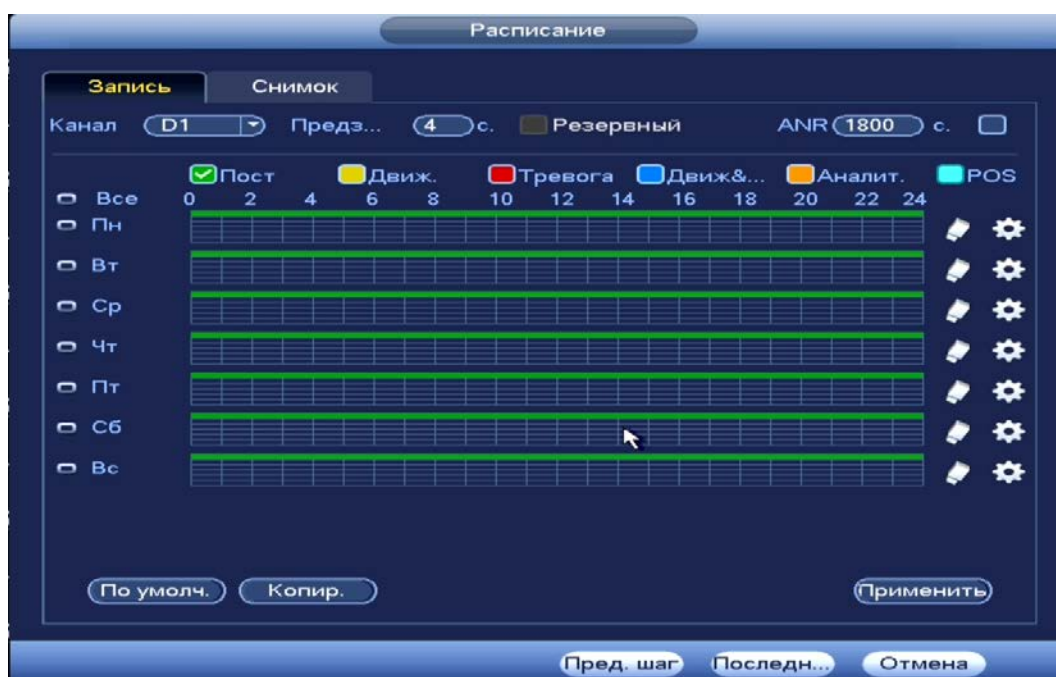 Расписание
Запись Снимок
Канал D1 Предз... 4 с. Резервный ANR 1800 с.
Пост Движ. Тревога Движ&... Аналит. POS
Все 0 2 4 6 8 10 12 14 16 18 20 22 24
Пн
Вт
Ср
Чт
Пт
Сб
Вс
По умолч. Копир. Применить
Пред. шаг Последн... Отмена